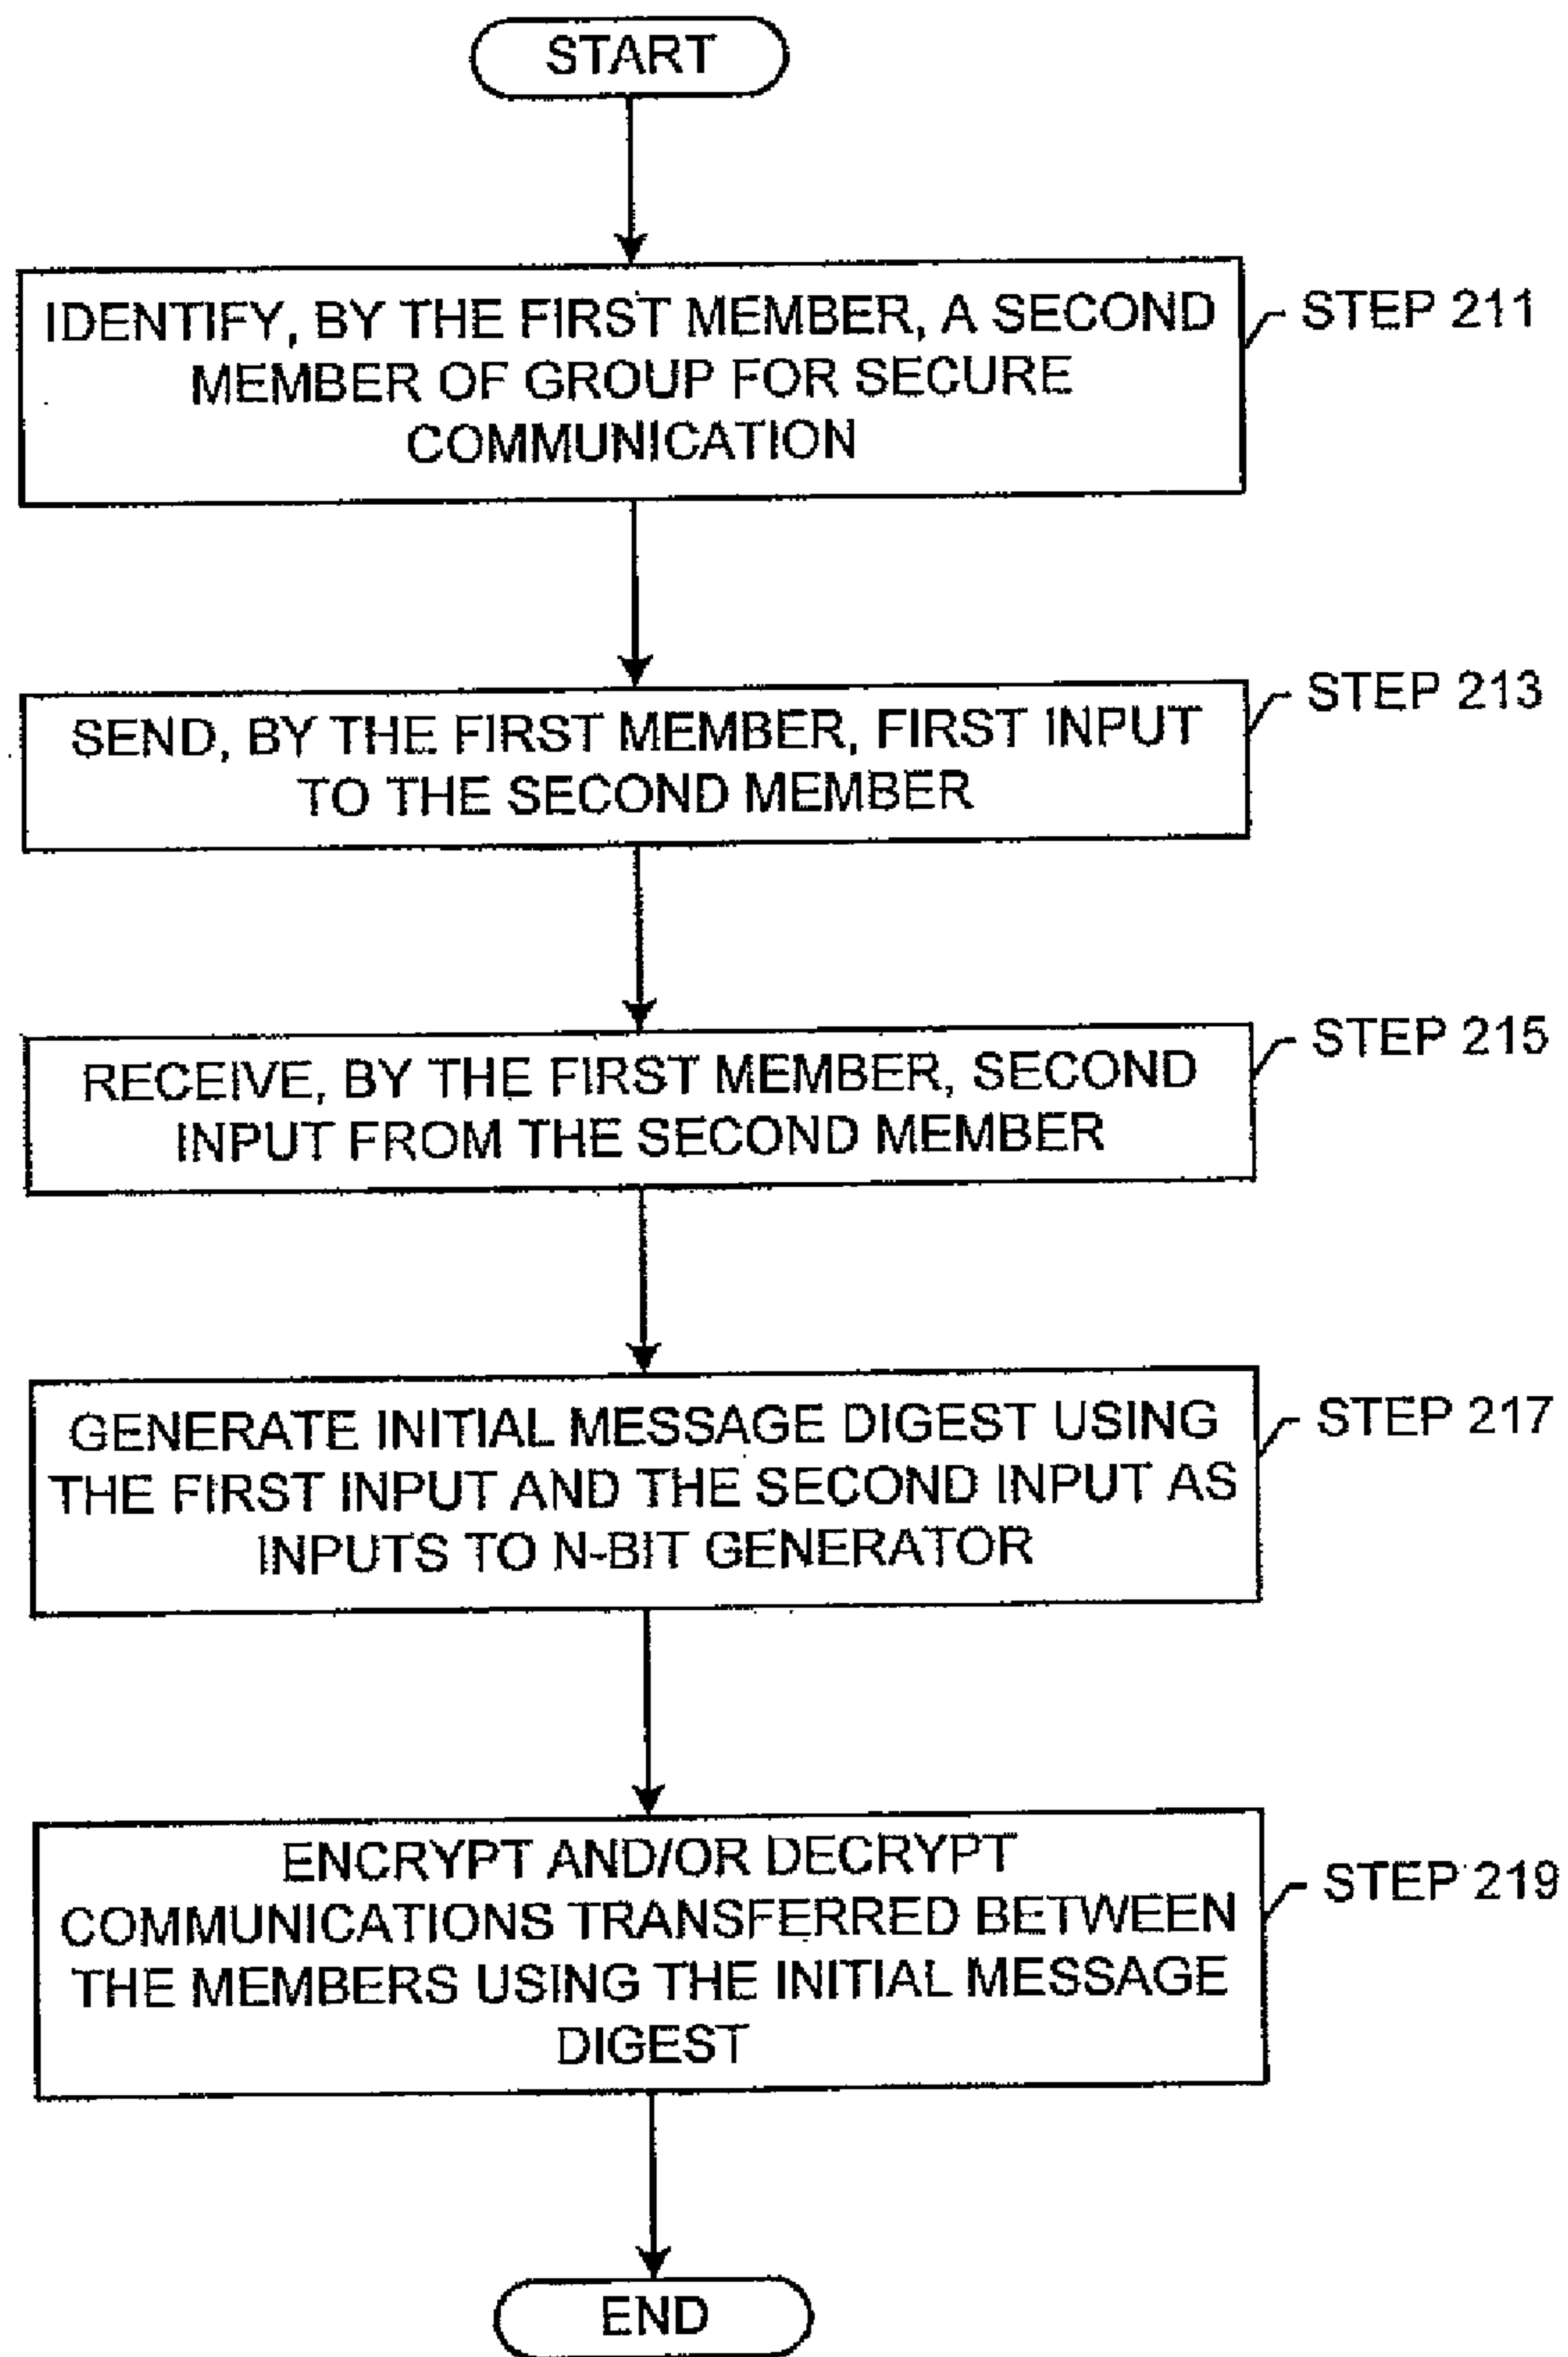 START
IDENTIFY, BY THE FIRST MEMBER, A SECOND
MEMBER OF GROUP FOR SECURE
COMMUNICATION
STEP 211
SEND, BY THE FIRST MEMBER, FIRST INPUT
TO THE SECOND MEMBER
STEP 213
RECEIVE, BY THE FIRST MEMBER, SECOND
INPUT FROM THE SECOND MEMBER
STEP 215
GENERATE INITIAL MESSAGE DIGEST USING
THE FIRST INPUT AND THE SECOND INPUT AS
INPUTS TO N-BIT GENERATOR
STEP 217
ENCRYPT AND/OR DECRYPT
COMMUNICATIONS TRANSFERRED BETWEEN
THE MEMBERS USING THE INITIAL MESSAGE
DIGEST
STEP 219
END